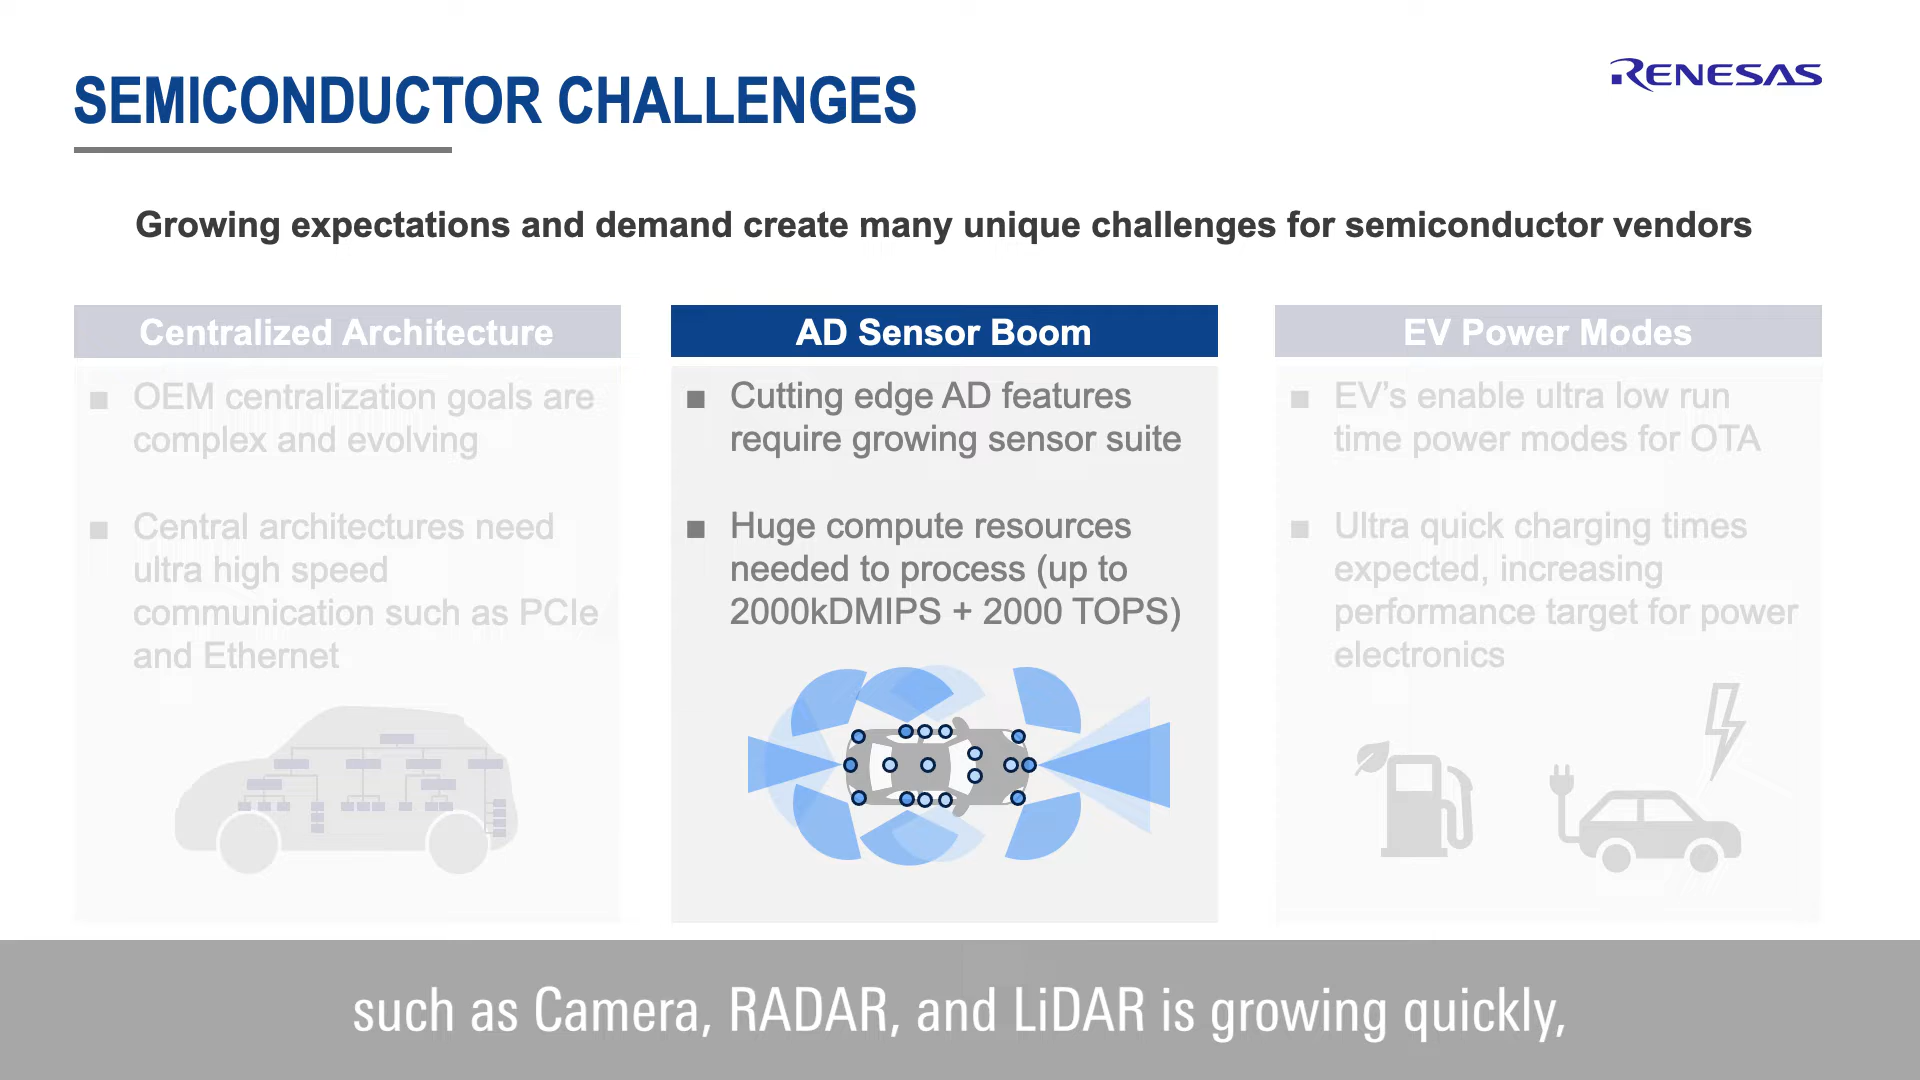 SEMICONDUCTOR CHALLENGES
RENESAS
Growing expectations and demand create many unique challenges for semiconductor vendors
Centralized Architecture
■ OEM centralization goals are
complex and evolving
■ Central architectures need
ultra high speed
communication such as PCIe
and Ethernet
AD Sensor Boom
■ Cutting edge AD features
require growing sensor suite
■ Huge compute resources
needed to process (up to
2000kDMIPS + 2000 TOPS)
EV Power Modes
■ EV’s enable ultra low run
time power modes for OTA
■ Ultra quick charging times
expected, increasing
performance target for power
electronics
such as Camera, RADAR, and LiDAR is growing quickly,